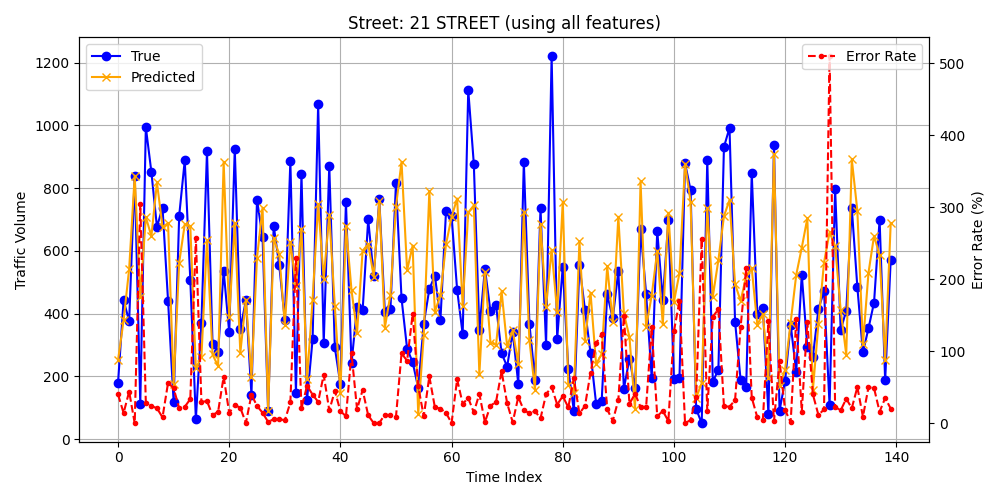 Street: 21 STREET (using all features)
True
Predicted
Error Rate
Traffic Volume
1200
1000
800
600
400
200
0
500
400
300
200
100
0
Error Rate (%)
0 20 40 60 80 100 120 140
Time Index